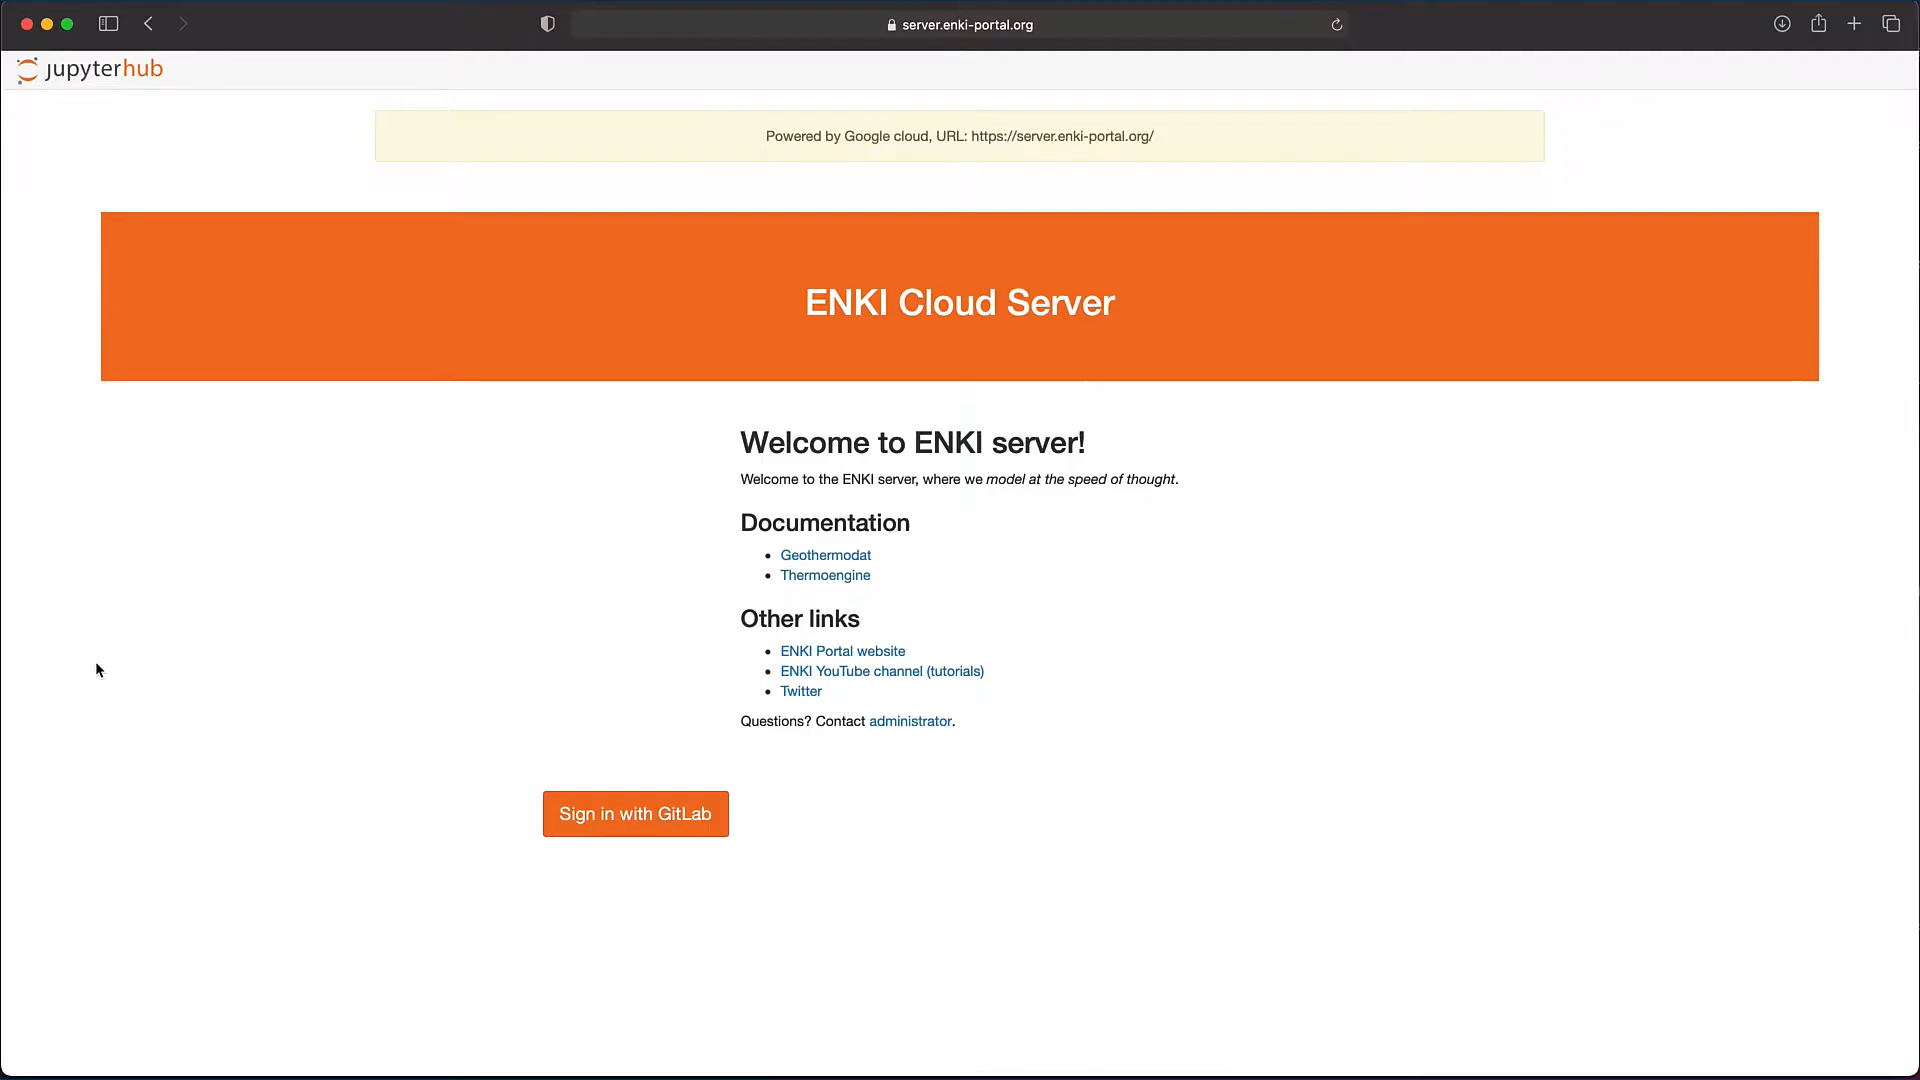 server.enki-portal.org
jupyterhub
Powered by Google cloud, URL: https://server.enki-portal.org/
ENKI Cloud Server
Welcome to ENKI server!
Welcome to the ENKI server, where we model at the speed of thought.
Documentation
Geothermodat
Thermoengine
Other links
ENKI Portal website
ENKI YouTube channel (tutorials)
Twitter
Questions? Contact administrator.
Sign in with GitLab